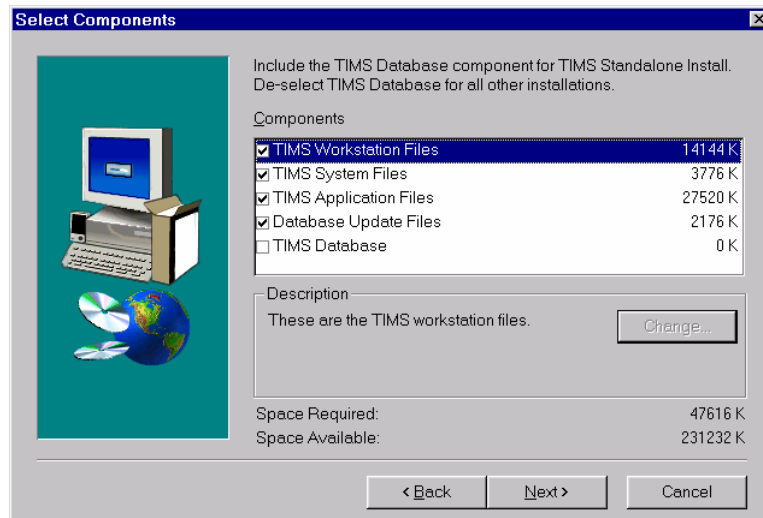 Select Components
Include the TIMS Database component for TIMS Standalone Install.
De-select TIMS Database for all other installations.
Components
TIMS Workstation Files 14144 K
TIMS System Files 3776 K
TIMS Application Files 27520 K
Database Update Files 2176 K
TIMS Database 0 K
Description
These are the TIMS workstation files.
Change...
Space Required: 47616 K
Space Available: 231232 K
< Back Next > Cancel